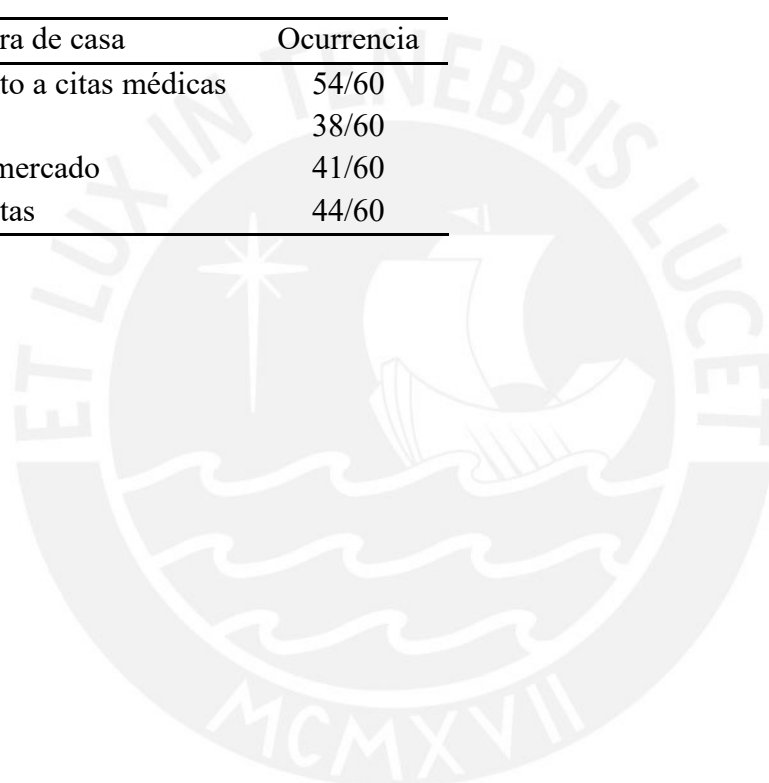 ra de casa Ocurrencia
to a citas médicas 54/60
38/60
mercado 41/60
tas 44/60
ET LUX IN TENEBRIS LUCET
MCMXVII